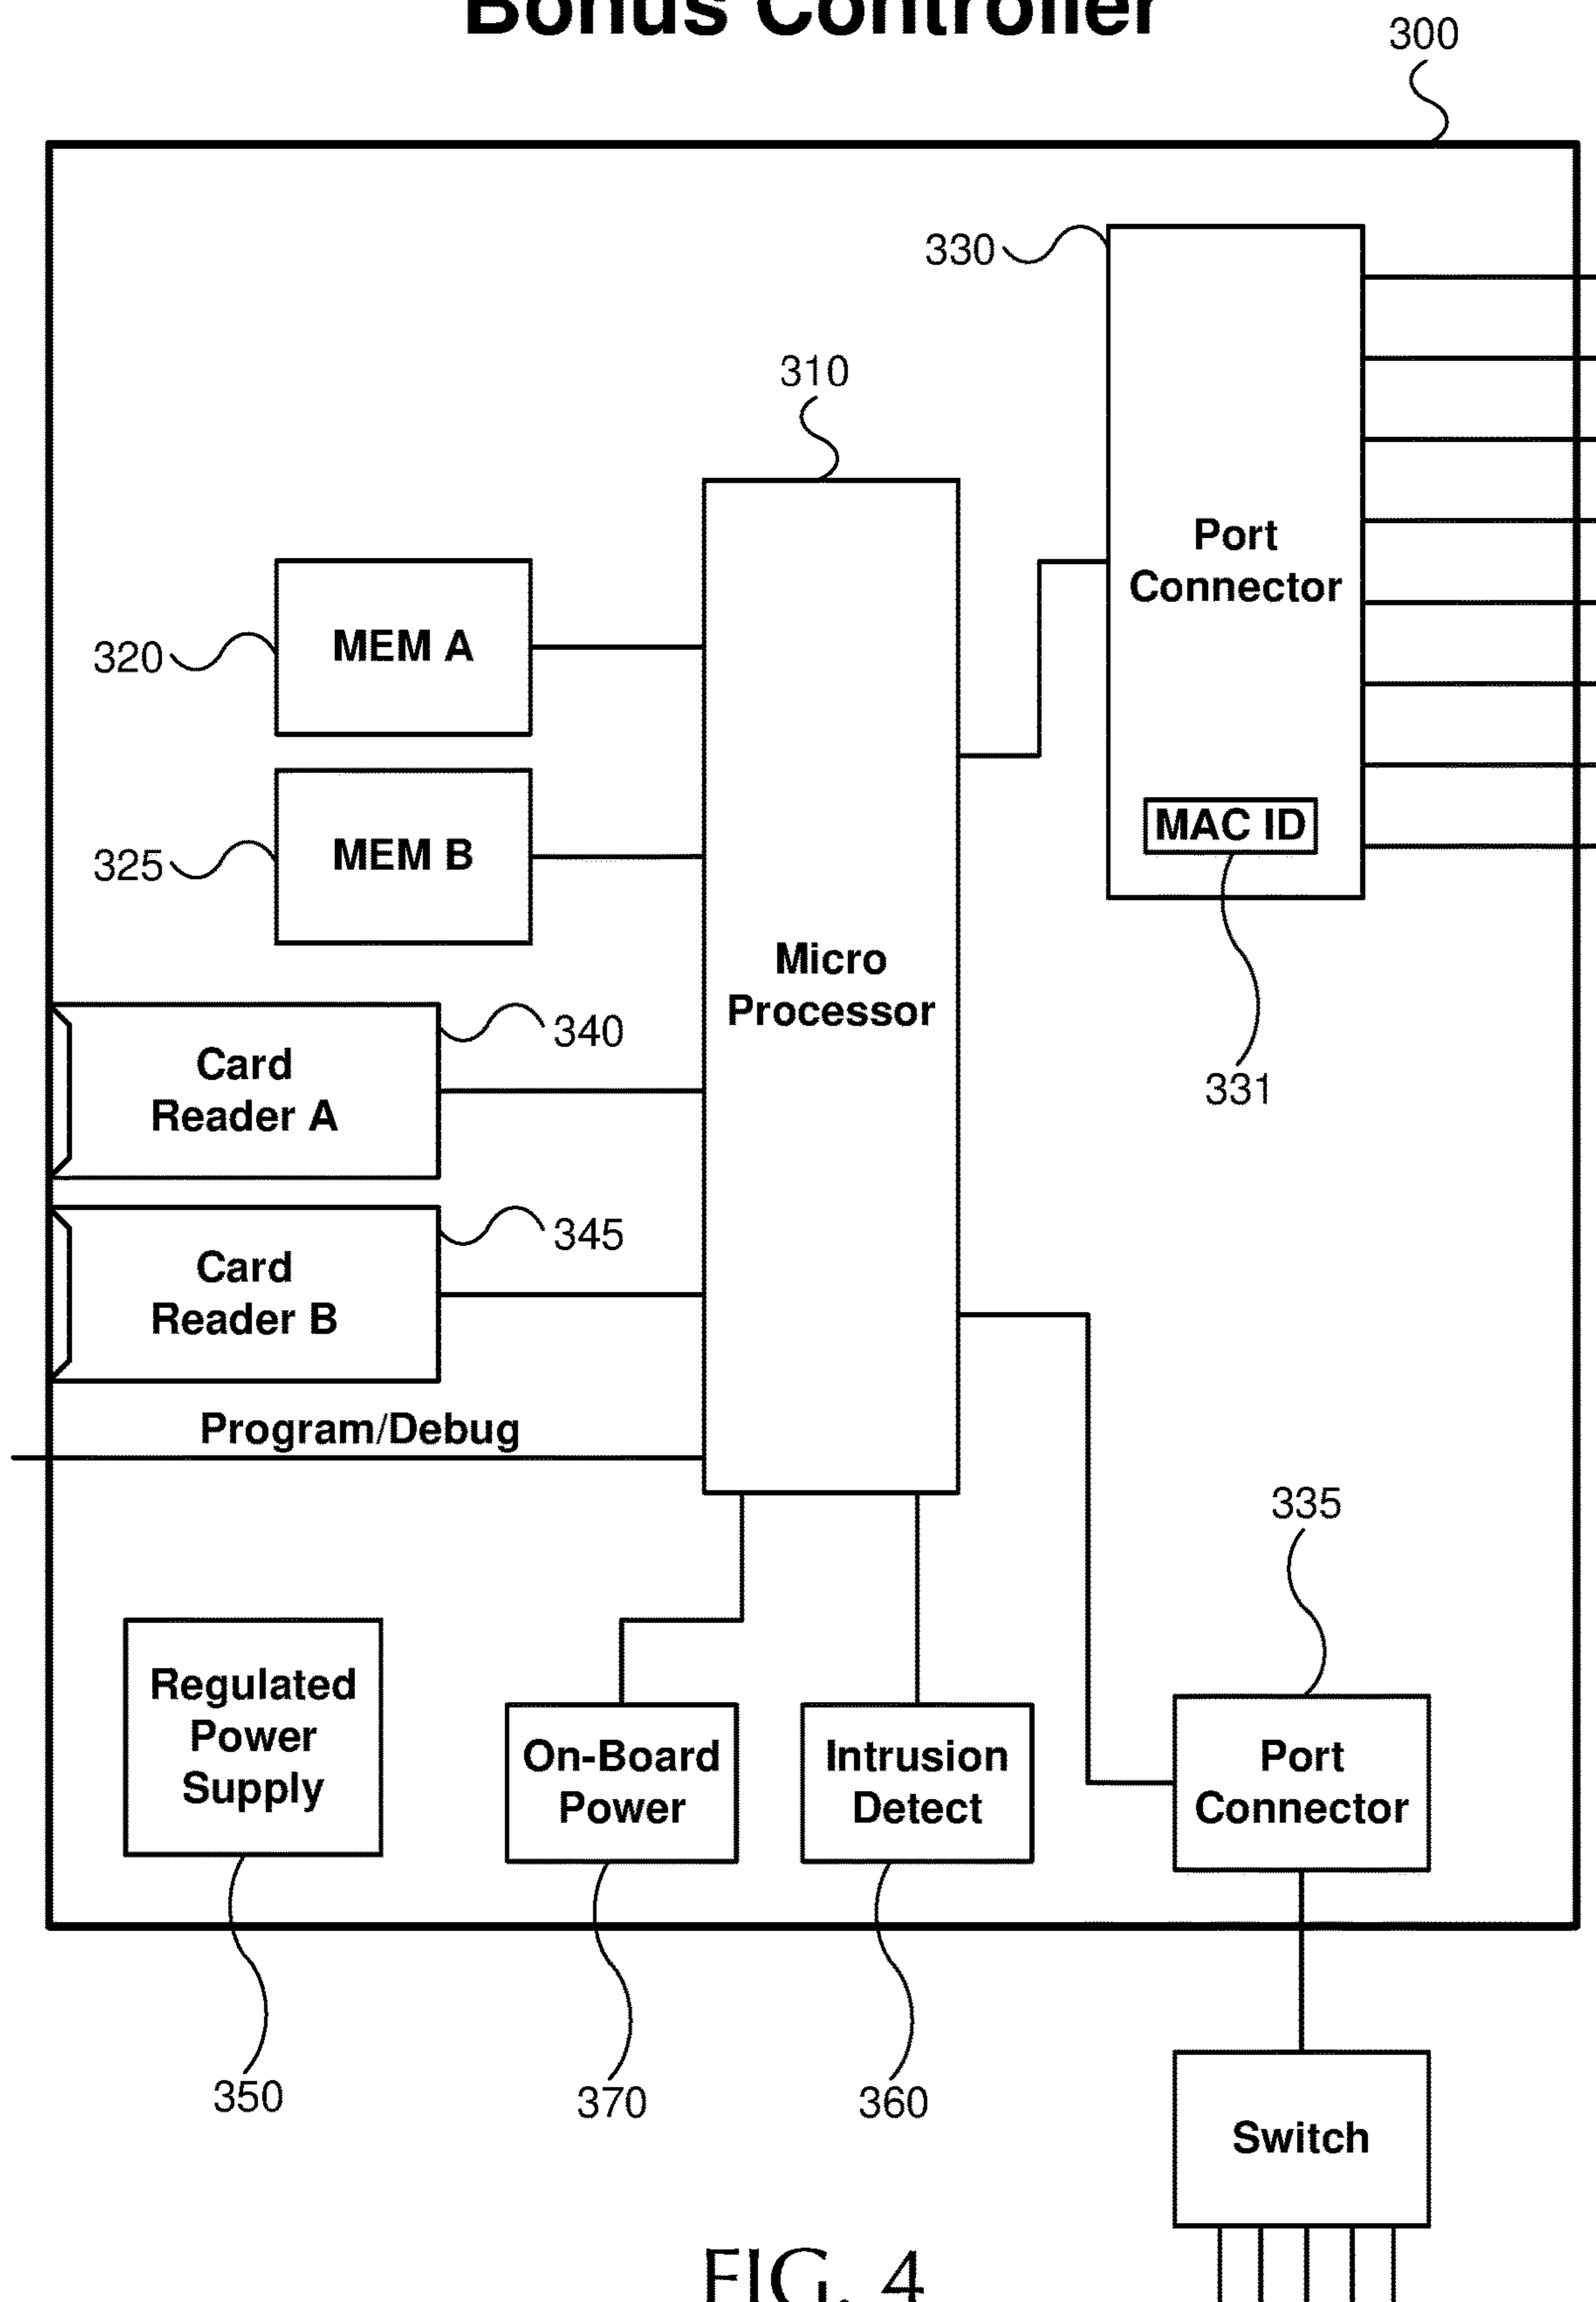 Bonus Controller
300
330
310
Port
Connector
MEM A
320
MAC ID
MEM B
325
Micro
Processor
340
Card
Reader A
331
345
Card
Reader B
Program/Debug
335
Regulated
Power
Supply
On-Board
Power
Intrusion
Detect
Port
Connector
350
370
360
Switch
FIG. 4